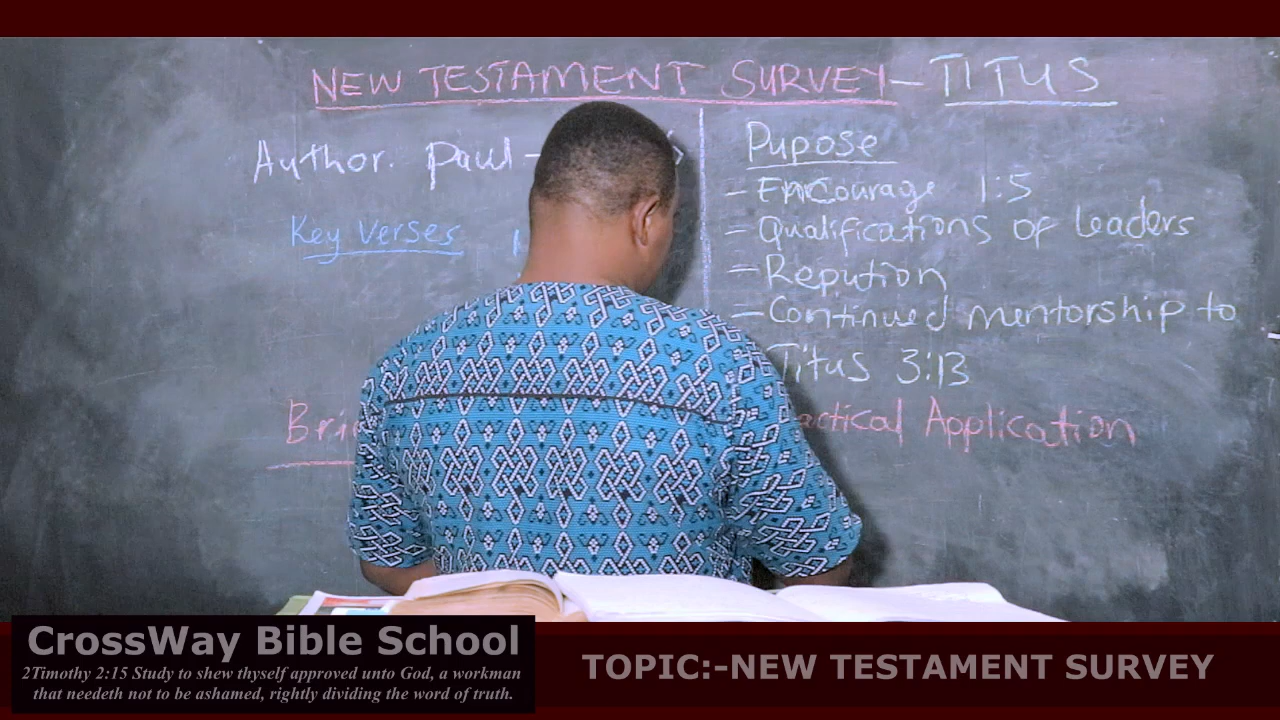 NEW TESTAMENT SURVEY - TITUS
Author. Paul -
Key Verses
Pupose
- Encourage 1:5
- Qualifications of leaders
- Repution
- Continued mentorship to
Titus 3:13
Application
CrossWay Bible School
2Timothy 2:15 Study to shew thyself approved unto God, a workman
that needeth not to be ashamed, rightly dividing the word of truth.
TOPIC:-NEW TESTAMENT SURVEY